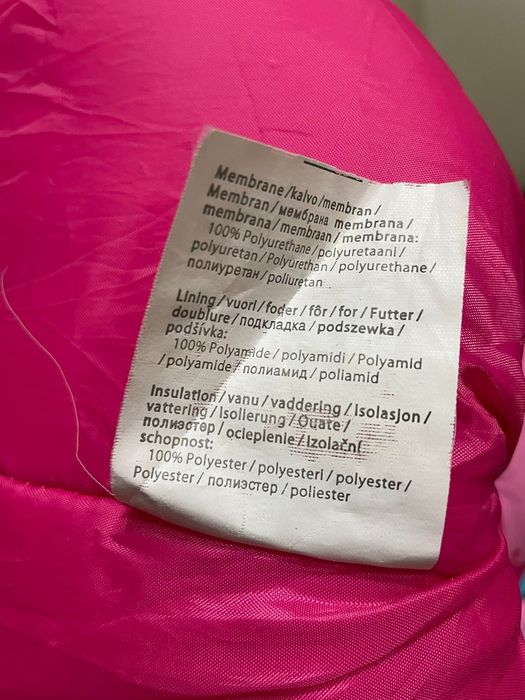 Membrane/kalvo/membran/
Membran/мембрана membrana/
membrana/membraan/membrana:
100% Polyurethane/polyuretaani/
polyuretan/Polyurethan/polyurethane/
полиуретан/poliuretan
Lining/vuori/foder/fôr/for/Futter/
doublure/подкладка/podszewka/
podšívka:
100% Polyamide/polyamidi/Polyamid
/polyamide/полиамид/poliamid
Insulation/vanu/vaddering/Isolasjon/
vattering/Isolierung/Ouate/
полиэстер/ocieplenie/Izolační
schopnost:
100% Polyester/polyesteri/polyester/
Polyester/полиэстер/poliester